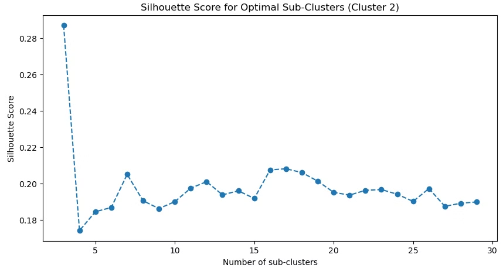 Silhouette Score for Optimal Sub-Clusters (Cluster 2)
Silhouette Score
0.28
0.26
0.24
0.22
0.20
0.18
5 10 15 20 25 30
Number of sub-clusters